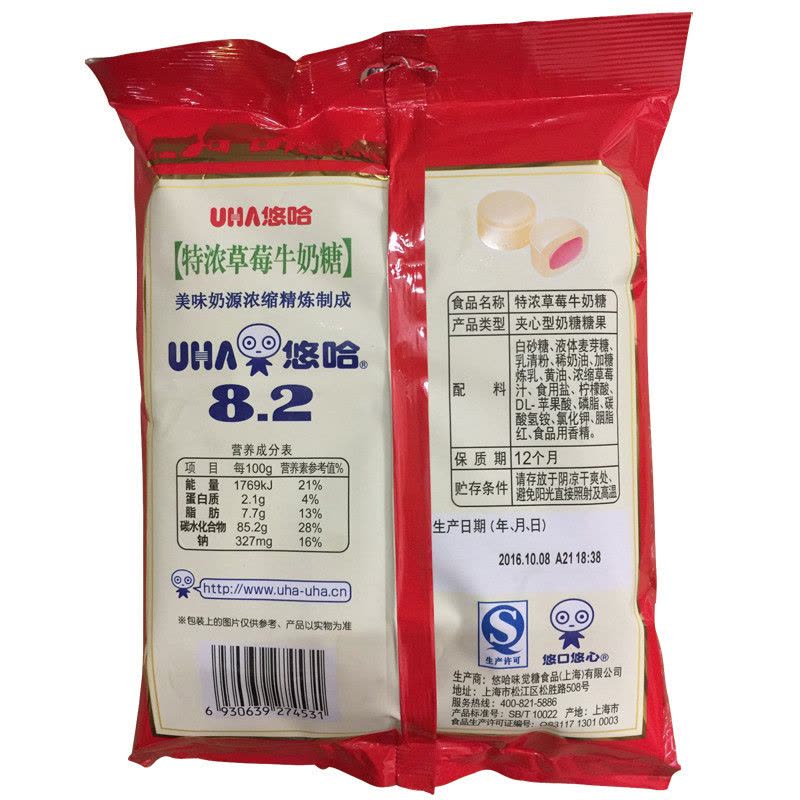 UHA悠哈
【特浓草莓牛奶糖】
美味奶源浓缩精炼制成
UHA悠哈®
8.2
营养成分表
项 目 每100g 营养素参考值%
能 量 1769kJ 21%
蛋白质 2.1g 4%
脂 肪 7.7g 13%
碳水化合物 85.2g 28%
钠 327mg 16%
http://www.uha-uha.cn
※包装上的图片仅供参考、产品以实物为准
6 930639 274531
食品名称 特浓草莓牛奶糖
产品类型 夹心型奶糖糖果
配 料 白砂糖、液体麦芽糖、
乳清粉、稀奶油、加糖
炼乳、黄油、浓缩草莓
汁、食用盐、柠檬酸、
DL-苹果酸、磷脂、碳
酸氢铵、氯化钾、胭脂
红、食品用香精。
保 质 期 12个月
贮存条件 请存放于阴凉干爽处、
避免阳光直接照射及高温
生产日期（年、月、日）
2016.10.08 A21 18:38
QS
生产许可
悠口悠心®
生产商：悠哈味觉糖食品(上海)有限公司
地址：上海市松江区松胜路508号
服务热线：400-821-5886
产品标准号：SB/T 10022 产地：上海市
食品生产许可证编号：QS3117 1301 0003